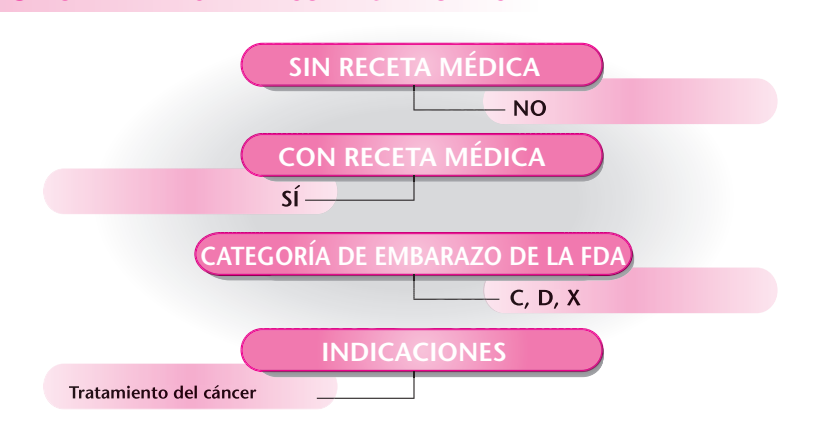 SIN RECETA MÉDICA
NO
CON RECETA MÉDICA
SÍ
CATEGORÍA DE EMBARAZO DE LA FDA
C, D, X
INDICACIONES
Tratamiento del cáncer